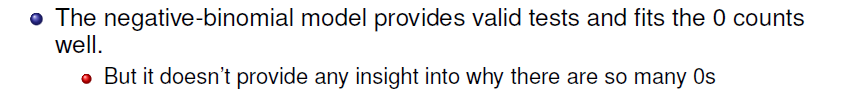 The negative-binomial model provides valid tests and fits the 0 counts
well.
But it doesn't provide any insight into why there are so many 0s